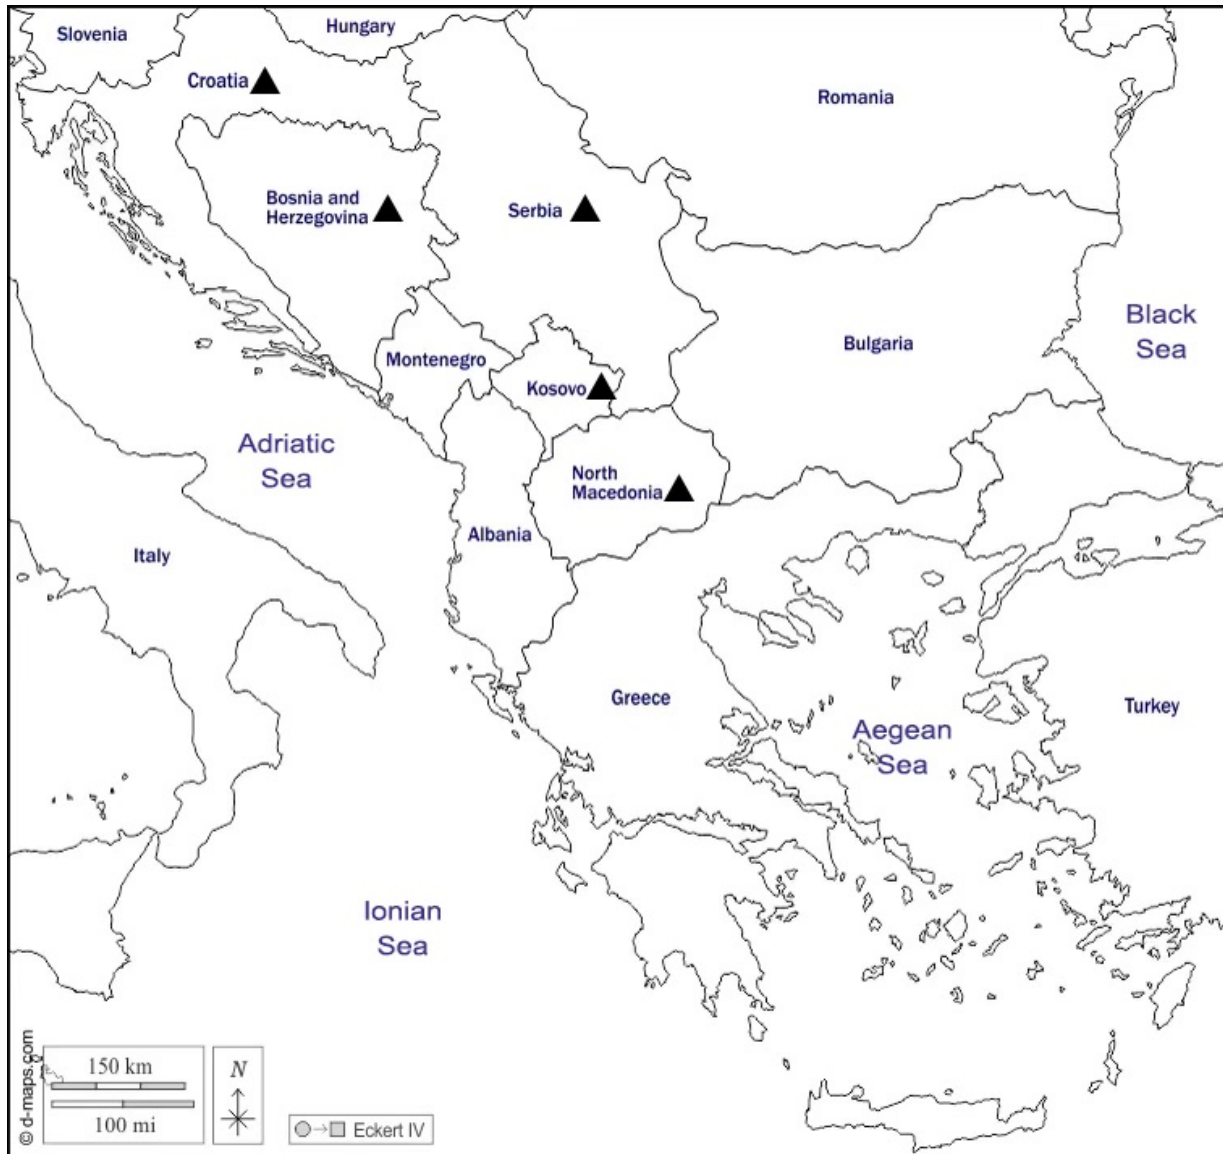 Slovenia
Hungary
Croatia
Romania
Bosnia and
Herzegovina
Serbia
Black
Sea
Bulgaria
Montenegro
Kosovo
Adriatic
Sea
North
Macedonia
Albania
Italy
Greece
Turkey
Aegean
Sea
Ionian
Sea
© d-maps.com
150 km
100 mi
N
Eckert IV